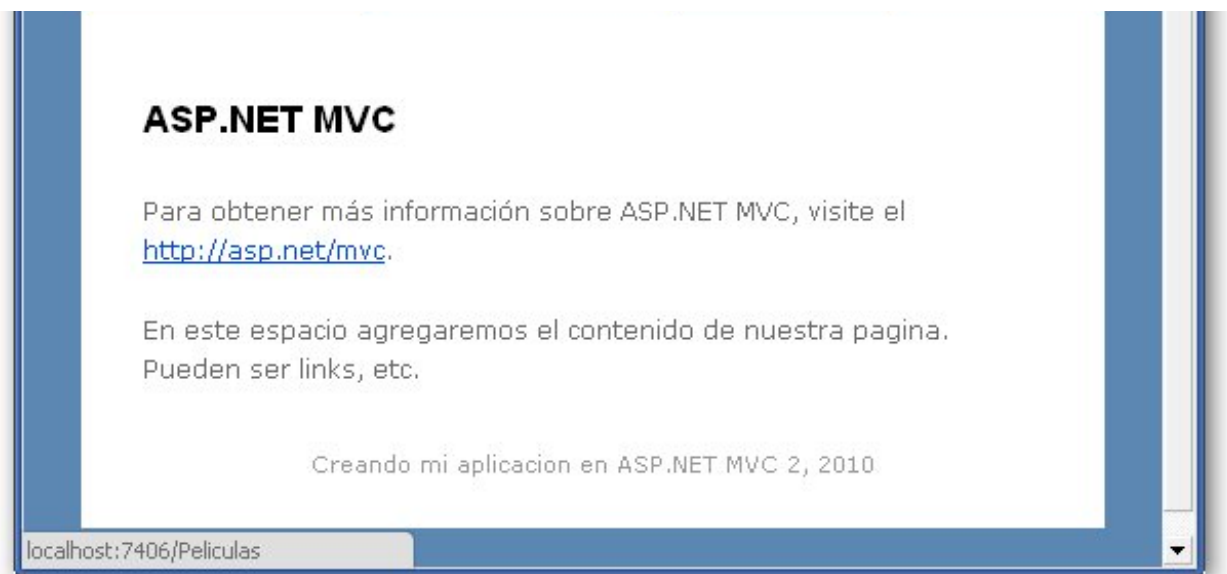 ASP.NET MVC
Para obtener más información sobre ASP.NET MVC, visite el
http://asp.net/mvc.
En este espacio agregaremos el contenido de nuestra pagina.
Pueden ser links, etc.
Creando mi aplicacion en ASP.NET MVC 2, 2010
localhost:7406/Peliculas